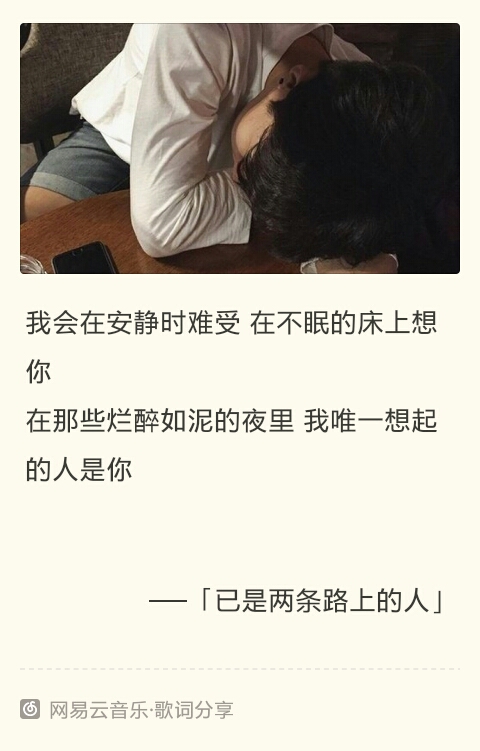 我会在安静时难受 在不眠的床上想
你
在那些烂醉如泥的夜里 我唯一想起
的人是你
——「已是两条路上的人」
网易云音乐·歌词分享